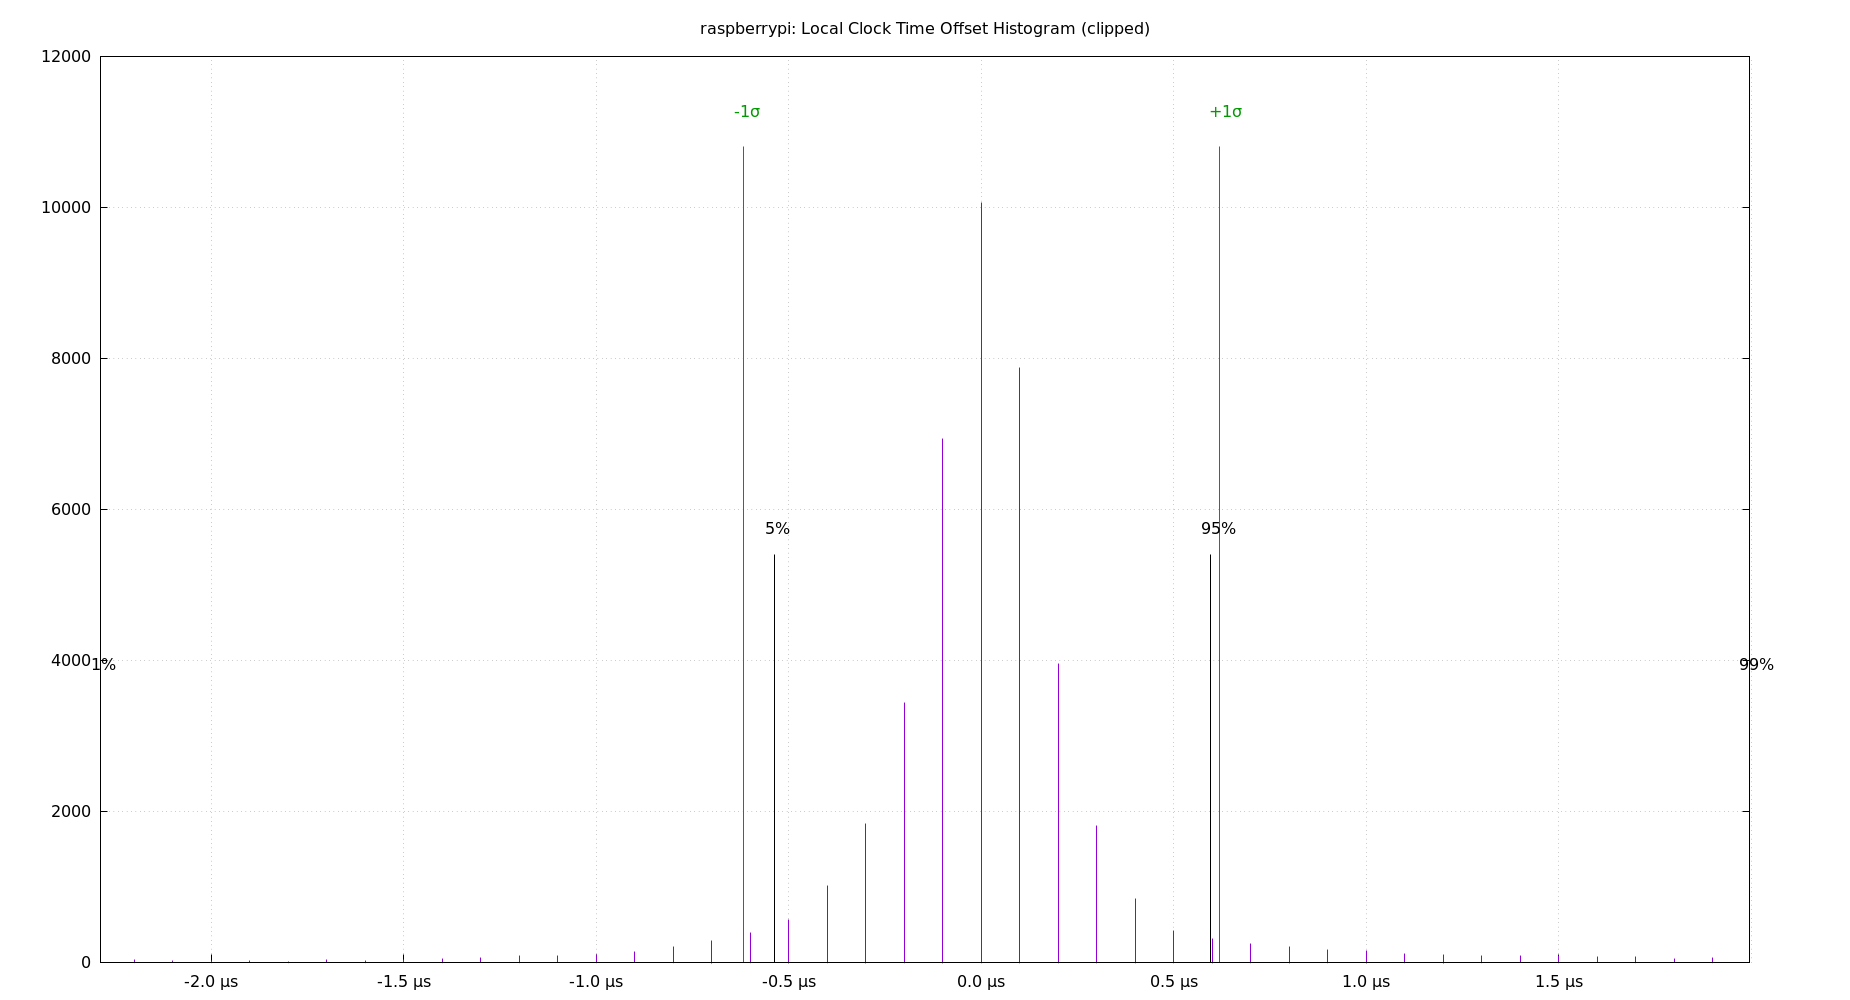 raspberrypi: Local Clock Time Offset Histogram (clipped)
12000
-1σ +1σ
10000
8000
6000
5% 95%
4000 1% 99%
2000
0
-2.0 µs -1.5 µs -1.0 µs -0.5 µs 0.0 µs 0.5 µs 1.0 µs 1.5 µs